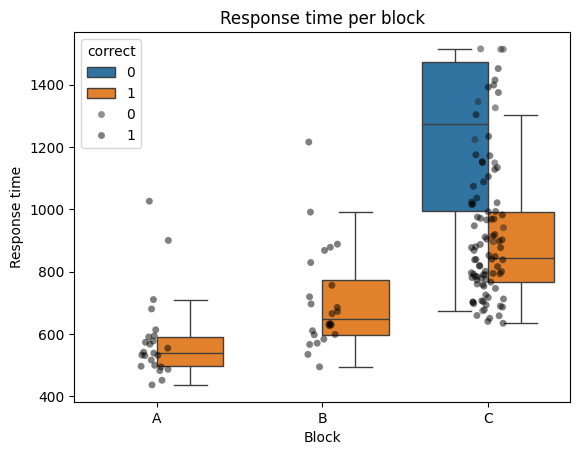 Response time per block
correct
0
1
0
1
1400
1200
1000
800
600
400
Response time
A B C
Block